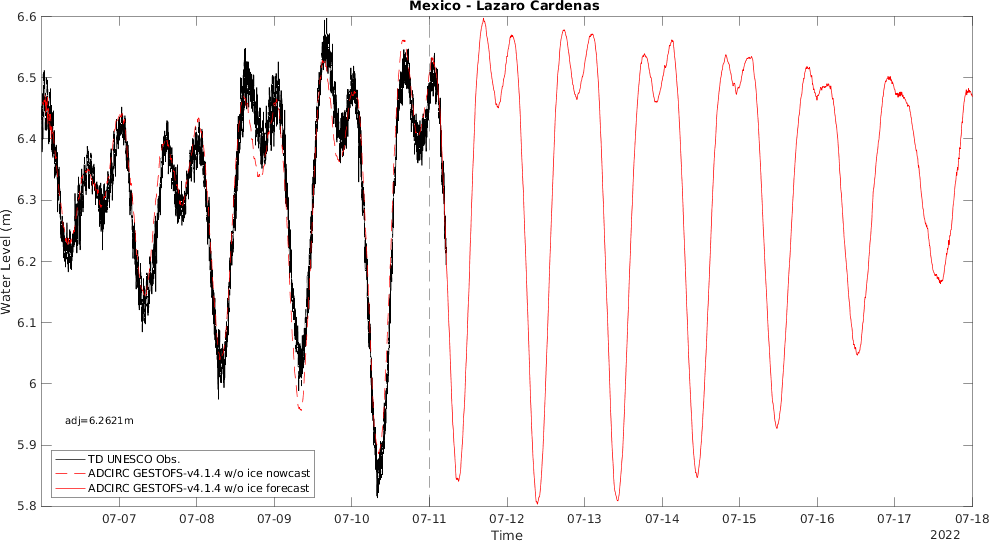 Mexico - Lazaro Cardenas
6.6
6.5
6.4
6.3
6.2
6.1
6
5.9
5.8
Water Level (m)
adj=6.2621m
TD UNESCO Obs.
ADCIRC GESTOFS-v4.1.4 w/o ice nowcast
ADCIRC GESTOFS-v4.1.4 w/o ice forecast
07-07 07-08 07-09 07-10 07-11 07-12 07-13 07-14 07-15 07-16 07-17 07-18
Time
2022